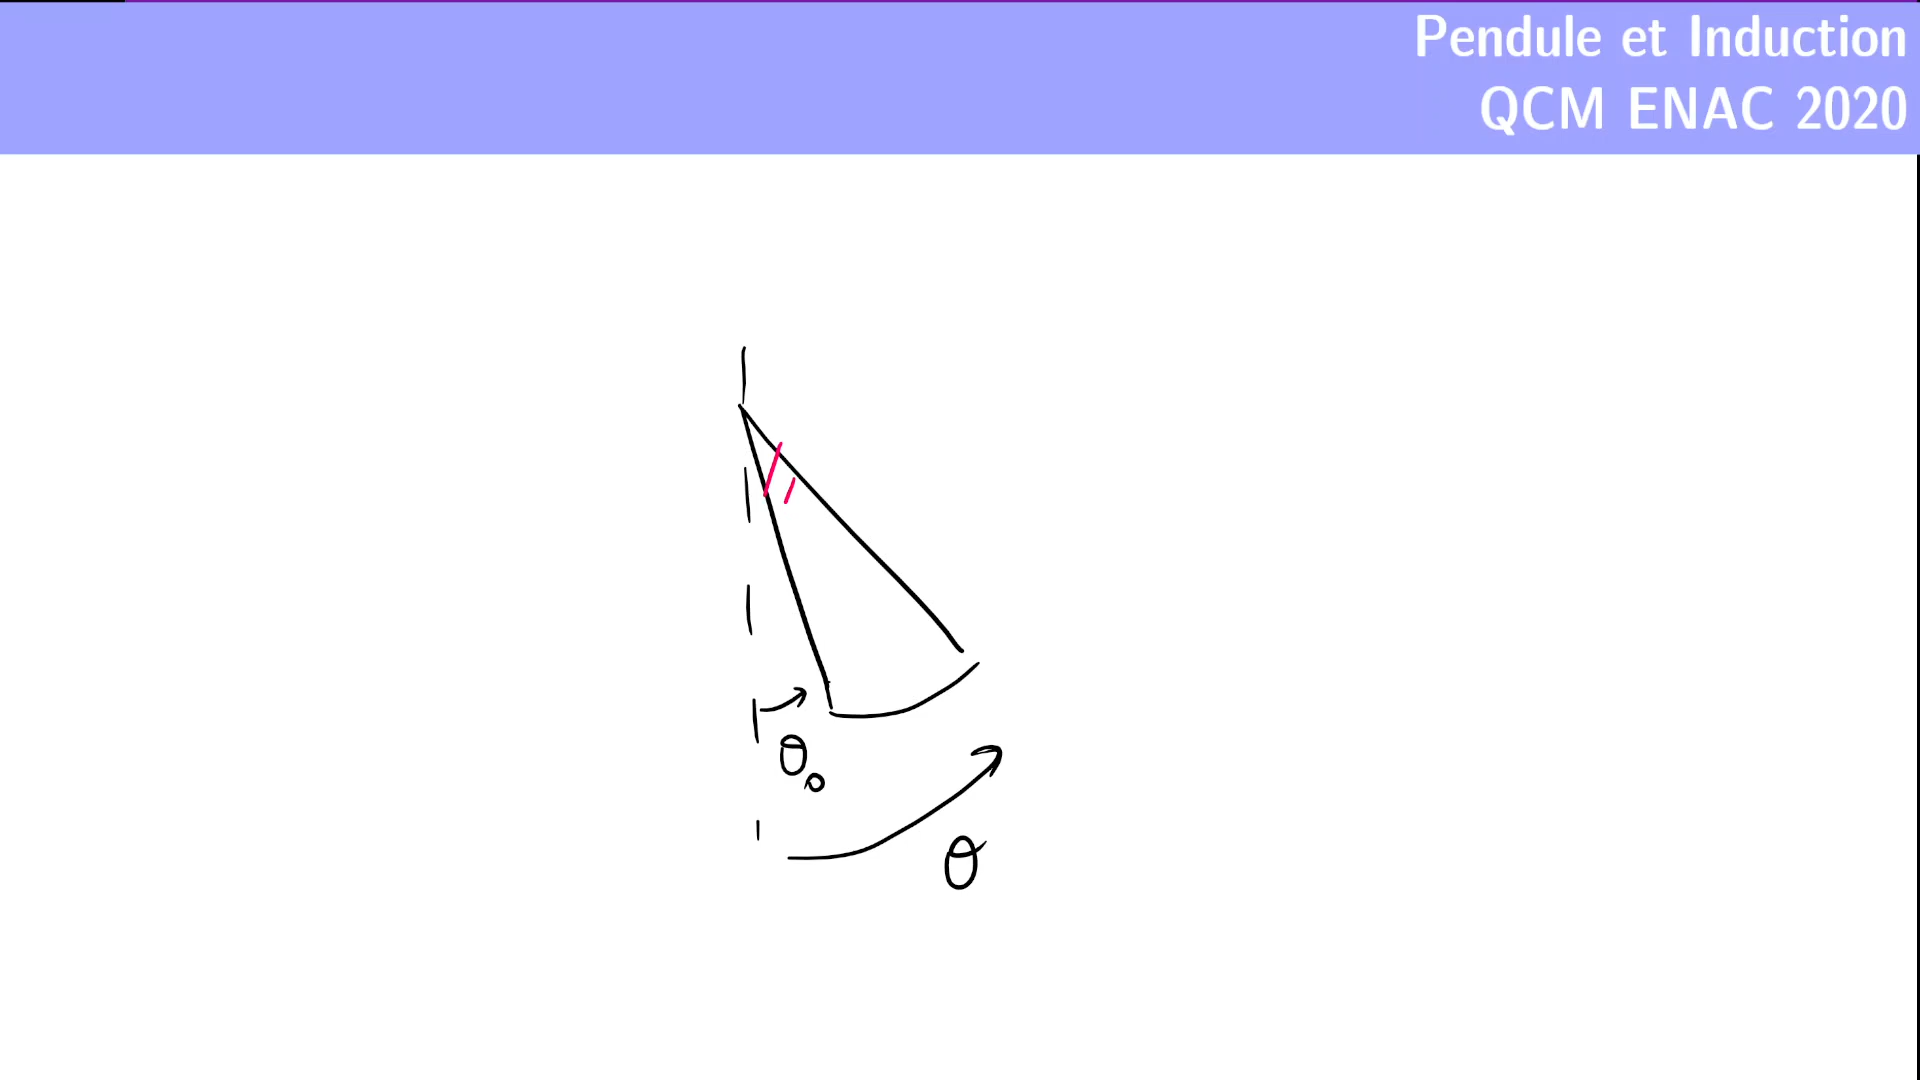 Pendule et Induction
QCM ENAC 2020
θ₀
θ